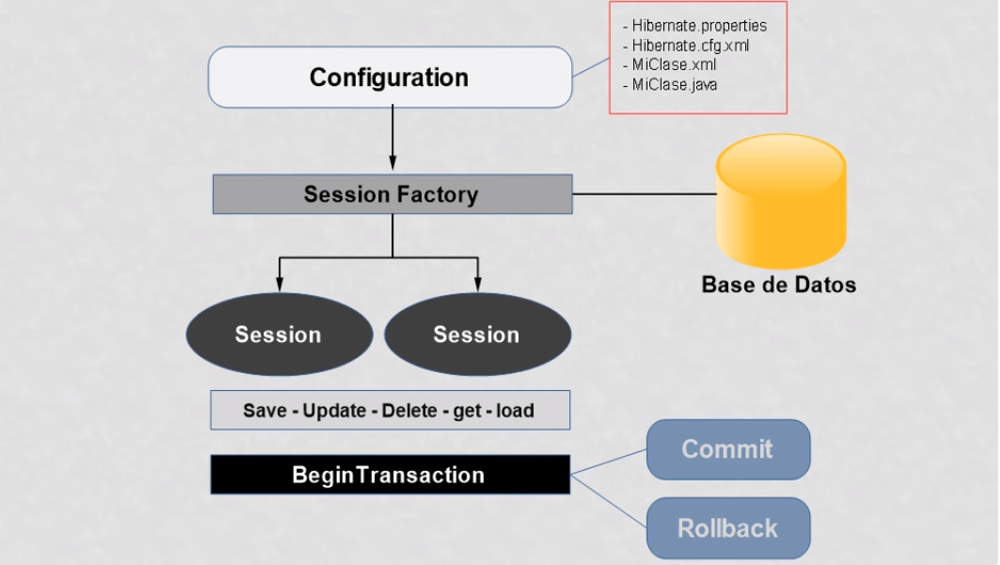 - Hibernate.properties
- Hibernate.cfg.xml
- MiClase.xml
- MiClase.java
Configuration
Session Factory
Base de Datos
Session
Session
Save - Update - Delete - get - load
BeginTransaction
Commit
Rollback